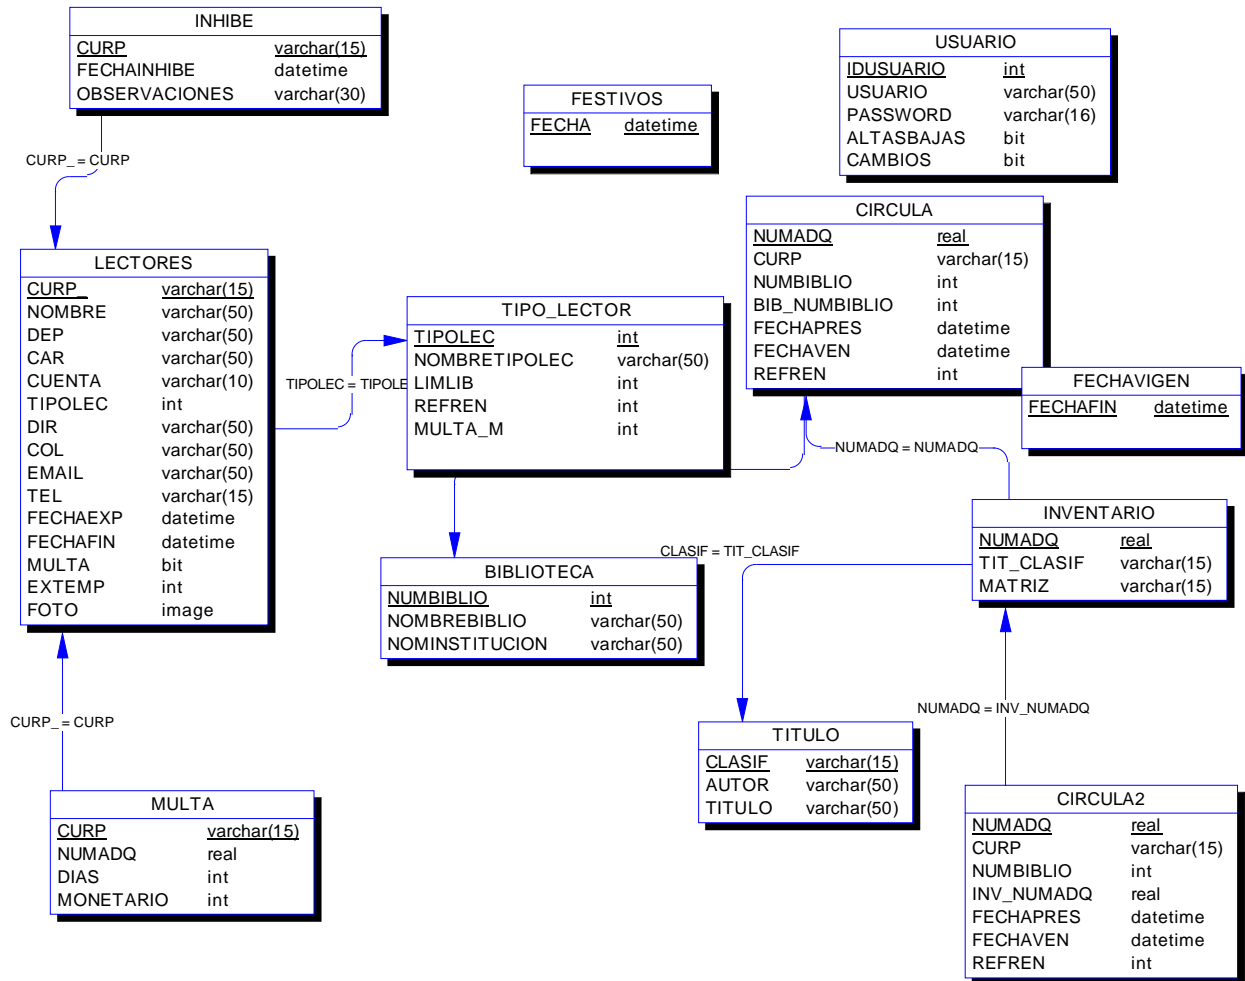 INHIBE
CURP varchar(15)
FECHAINHIBE datetime
OBSERVACIONES varchar(30)
USUARIO
IDUSUARIO int
USUARIO varchar(50)
PASSWORD varchar(16)
ALTASBAJAS bit
CAMBIOS bit
FESTIVOS
FECHA datetime
CURP_ = CURP
CIRCULA
NUMADQ real
CURP varchar(15)
NUMBIBLIO int
BIB_NUMBIBLIO int
FECHAPRES datetime
FECHAVEN datetime
REFREN int
LECTORES
CURP_ varchar(15)
NOMBRE varchar(50)
DEP varchar(50)
CAR varchar(50)
CUENTA varchar(10)
TIPOLEC int
DIR varchar(50)
COL varchar(50)
EMAIL varchar(50)
TEL varchar(15)
FECHAEXP datetime
FECHAFIN datetime
MULTA bit
EXTEMP int
FOTO image
TIPOLEC = TIPOLE
TIPO_LECTOR
TIPOLEC int
NOMBRETIPOLEC varchar(50)
LIMLIB int
REFREN int
MULTA_M int
FECHAVIGEN
FECHAFIN datetime
NUMADQ = NUMADQ
INVENTARIO
NUMADQ real
TIT_CLASIF varchar(15)
MATRIZ varchar(15)
CLASIF = TIT_CLASIF
BIBLIOTECA
NUMBIBLIO int
NOMBREBIBLIO varchar(50)
NOMINSTITUCION varchar(50)
CURP_ = CURP
NUMADQ = INV_NUMADQ
TITULO
CLASIF varchar(15)
AUTOR varchar(50)
TITULO varchar(50)
MULTA
CURP varchar(15)
NUMADQ real
DIAS int
MONETARIO int
CIRCULA2
NUMADQ real
CURP varchar(15)
NUMBIBLIO int
INV_NUMADQ real
FECHAPRES datetime
FECHAVEN datetime
REFREN int